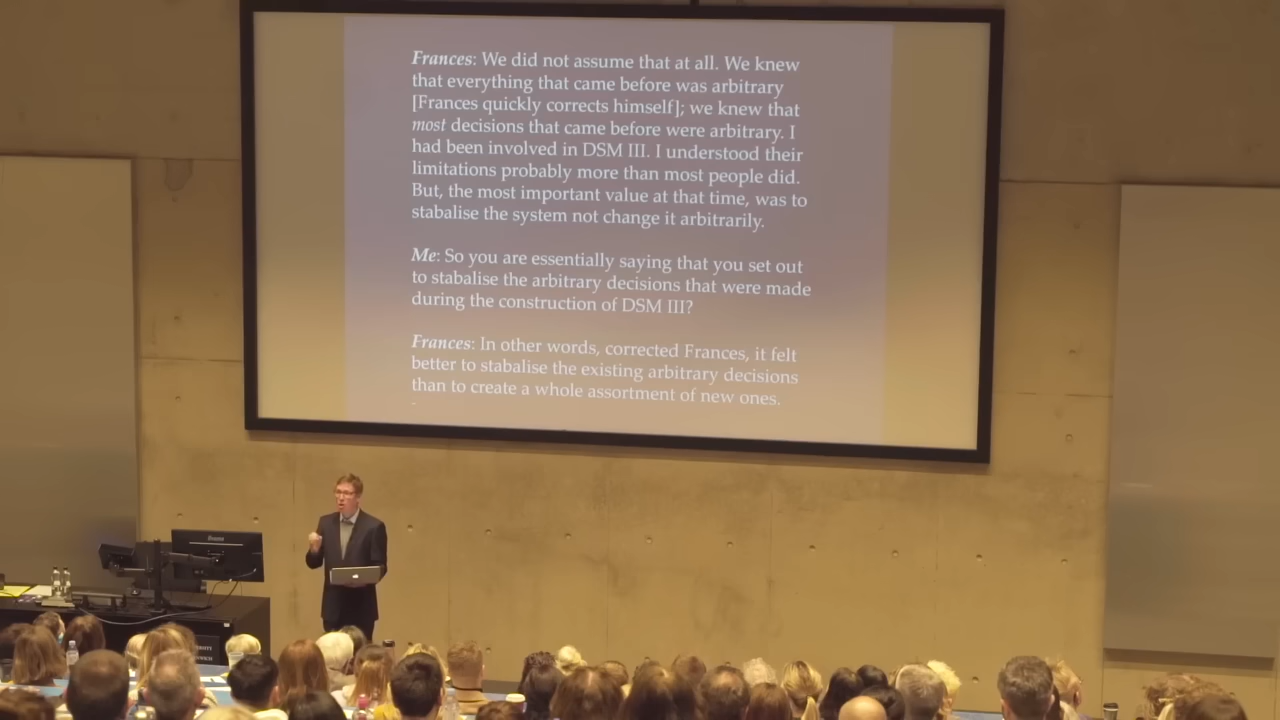 Frances: We did not assume that at all. We knew
that everything that came before was arbitrary
[Frances quickly corrects himself]; we knew that
most decisions that came before were arbitrary. I
had been involved in DSM III. I understood their
limitations probably more than most people did.
But, the most important value at that time, was to
stabalise the system not change it arbitrarily.
Me: So you are essentially saying that you set out
to stabalise the arbitrary decisions that were made
during the construction of DSM III?
Frances: In other words, corrected Frances, it felt
better to stabalise the existing arbitrary decisions
than to create a whole assortment of new ones.